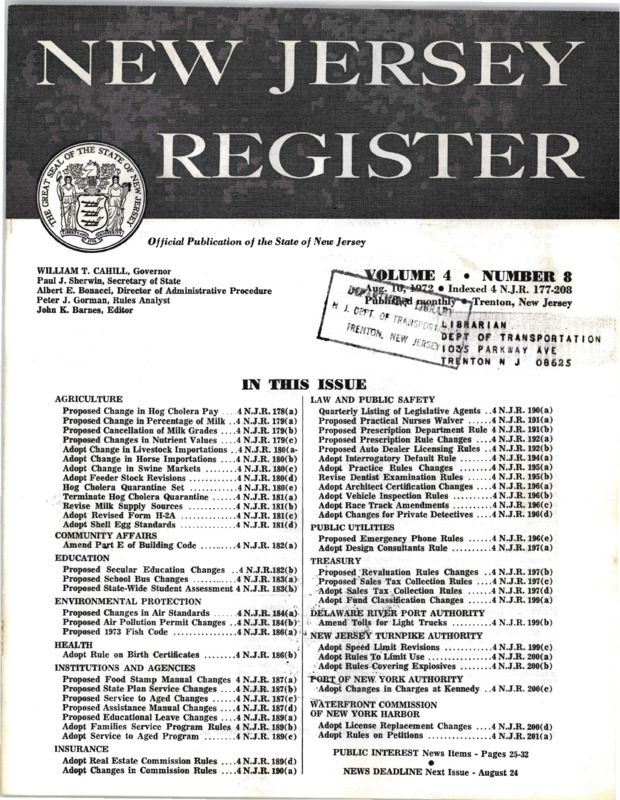 NEW JERSEY
REGISTER
THE GREAT SEAL OF THE STATE OF NEW JERSEY
Official Publication of the State of New Jersey
WILLIAM T. CAHILL, Governor
Paul J. Sherwin, Secretary of State
Albert E. Bonacci, Director of Administrative Procedure
Peter J. Gorman, Rules Analyst
John K. Barnes, Editor
VOLUME 4 • NUMBER 8
Aug. 10, 1972 • Indexed 4 N.J.R. 177-208
Published monthly • Trenton, New Jersey
LIBRARY
N J. DEPT. OF TRANSPORT
TRENTON, NEW JERSEY
LIBRARIAN
DEPT OF TRANSPORTATION
1035 PARKWAY AVE
TRENTON N J 08625
IN THIS ISSUE
AGRICULTURE
Proposed Change in Hog Cholera Pay ....4 N.J.R. 178(a)
Proposed Change in Percentage of Milk ..4 N.J.R. 179(a)
Proposed Cancellation of Milk Grades ....4 N.J.R. 179(b)
Proposed Changes in Nutrient Values ....4 N.J.R. 179(c)
Adopt Change in Livestock Importations ..4 N.J.R. 180(a-
Adopt Change in Horse Importations ....4 N.J.R. 180(b)
Adopt Change in Swine Markets ........4 N.J.R. 180(c)
Adopt Feeder Stock Revisions ..........4 N.J.R. 180(d)
Hog Cholera Quarantine Set ............4 N.J.R. 180(e)
Terminate Hog Cholera Quarantine ......4 N.J.R. 181(a)
Revise Milk Supply Sources ............4 N.J.R. 181(b)
Adopt Revised Form H-2A ..............4 N.J.R. 181(c)
Adopt Shell Egg Standards ..............4 N.J.R. 181(d)
COMMUNITY AFFAIRS
Amend Part E of Building Code ..........4 N.J.R. 182(a)
EDUCATION
Proposed Secular Education Changes ..4 N.J.R.182(b)
Proposed School Bus Changes ..........4 N.J.R. 183(a)
Proposed State-Wide Student Assessment 4 N.J.R. 183(b)
ENVIRONMENTAL PROTECTION
Proposed Changes in Air Standards ......4 N.J.R. 184(a)
Proposed Air Pollution Permit Changes ..4 N.J.R. 184(b)
Proposed 1973 Fish Code ..............4 N.J.R. 186(a)
HEALTH
Adopt Rule on Birth Certificates ........4 N.J.R. 186(b)
INSTITUTIONS AND AGENCIES
Proposed Food Stamp Manual Changes 4 N.J.R. 187(a)
Proposed State Plan Service Changes ....4 N.J.R. 187(b)
Proposed Service to Aged Changes ......4 N.J.R. 187(c)
Proposed Assistance Manual Changes ....4 N.J.R. 187(d)
Proposed Educational Leave Changes ....4 N.J.R. 189(a)
Adopt Families Service Program Rules 4 N.J.R. 189(b)
Adopt Service to Aged Program ........4 N.J.R. 189(c)
INSURANCE
Adopt Real Estate Commission Rules ....4 N.J.R. 189(d)
Adopt Changes in Commission Rules ....4 N.J.R. 190(a)
LAW AND PUBLIC SAFETY
Quarterly Listing of Legislative Agents ..4 N.J.R. 190(a)
Proposed Practical Nurses Waiver ......4 N.J.R. 191(a)
Proposed Prescription Department Rule 4 N.J.R. 191(b)
Proposed Prescription Rule Changes ....4 N.J.R. 192(a)
Proposed Auto Dealer Licensing Rules ..4 N.J.R. 192(b)
Adopt Interrogatory Default Rule ........4 N.J.R. 194(a)
Adopt Practice Rules Changes ..........4 N.J.R. 195(a)
Revise Dentist Examination Rules ........4 N.J.R. 195(b)
Adopt Architect Certification Changes ....4 N.J.R. 196(a)
Adopt Vehicle Inspection Rules ..........4 N.J.R. 196(b)
Adopt Race Track Amendments ..........4 N.J.R. 196(c)
Adopt Changes for Private Detectives ....4 N.J.R. 196(d)
PUBLIC UTILITIES
Proposed Emergency Phone Rules ......4 N.J.R. 196(e)
Adopt Design Consultants Rule ..........4 N.J.R. 197(a)
TREASURY
Proposed Revaluation Rules Changes ....4 N.J.R. 197(b)
Proposed Sales Tax Collection Rules ....4 N.J.R. 197(c)
Adopt Sales Tax Collection Rules ........4 N.J.R. 197(d)
Adopt Fund Classification Changes ......4 N.J.R. 199(a)
DELAWARE RIVER PORT AUTHORITY
Amend Tolls for Light Trucks ..........4 N.J.R. 199(b)
NEW JERSEY TURNPIKE AUTHORITY
Adopt Speed Limit Revisions ............4 N.J.R. 199(c)
Adopt Rules To Limit Use ..............4 N.J.R. 200(a)
Adopt Rules Covering Explosives ........4 N.J.R. 200(b)
PORT OF NEW YORK AUTHORITY
Adopt Changes in Charges at Kennedy ..4 N.J.R. 200(c)
WATERFRONT COMMISSION
OF NEW YORK HARBOR
Adopt License Replacement Changes ....4 N.J.R. 200(d)
Adopt Rules on Petitions ................4 N.J.R. 201(a)
PUBLIC INTEREST News Items - Pages 25-32
•
NEWS DEADLINE Next Issue - August 24